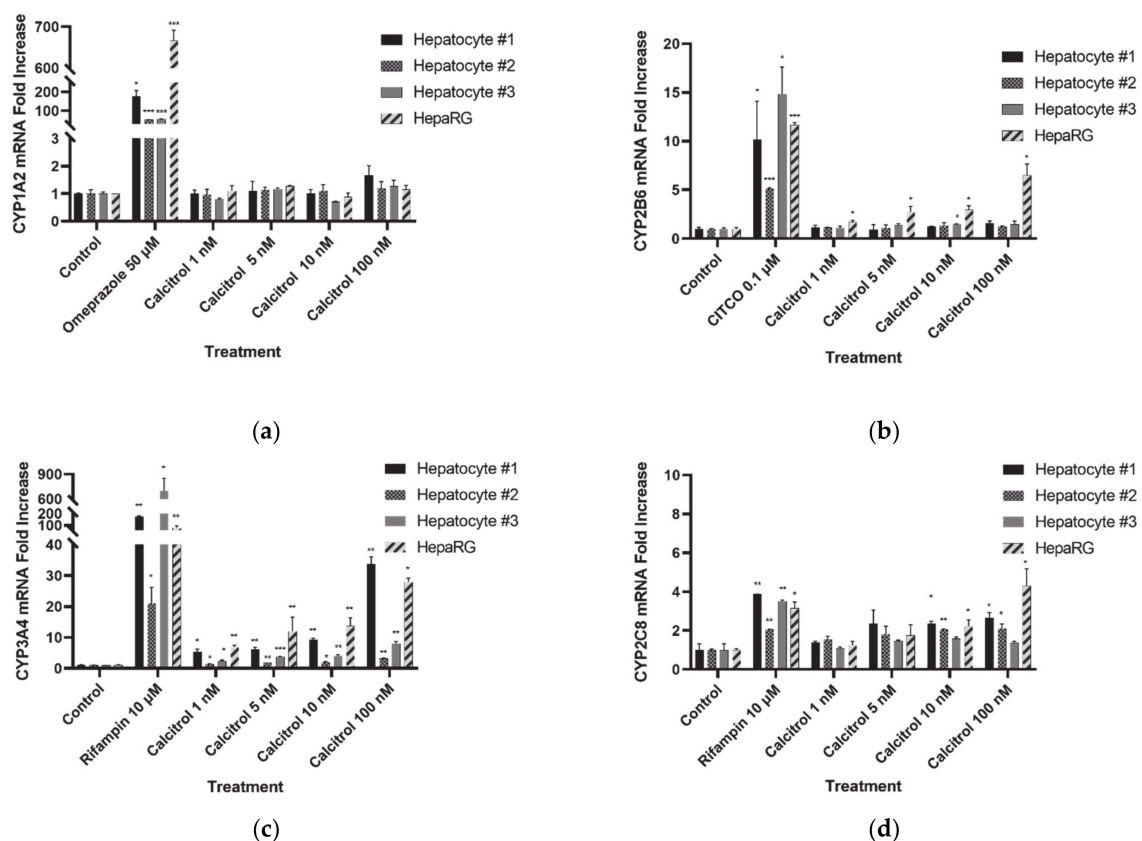 CYP1A2 mRNA Fold Increase
700
600
200
100
3
2
1
0
*
***
***
***
Hepatocyte #1
Hepatocyte #2
Hepatocyte #3
HepaRG
Control
Omeprazole 50 µM
Calcitrol 1 nM
Calcitrol 5 nM
Calcitrol 10 nM
Calcitrol 100 nM
Treatment
(a)
CYP2B6 mRNA Fold Increase
20
15
10
5
0
*
***
*
***
*
*
*
*
*
Hepatocyte #1
Hepatocyte #2
Hepatocyte #3
HepaRG
Control
CITCO 0.1 µM
Calcitrol 1 nM
Calcitrol 5 nM
Calcitrol 10 nM
Calcitrol 100 nM
Treatment
(b)
CYP3A4 mRNA Fold Increase
900
600
200
100
40
30
20
10
0
**
*
*
**
*
*
*
**
**
**
***
**
**
*
**
**
**
**
**
*
Hepatocyte #1
Hepatocyte #2
Hepatocyte #3
HepaRG
Control
Rifampin 10 µM
Calcitrol 1 nM
Calcitrol 5 nM
Calcitrol 10 nM
Calcitrol 100 nM
Treatment
(c)
CYP2C8 mRNA Fold Increase
10
8
6
4
2
0
**
**
**
*
*
**
*
*
*
*
Hepatocyte #1
Hepatocyte #2
Hepatocyte #3
HepaRG
Control
Rifampin 10 µM
Calcitrol 1 nM
Calcitrol 5 nM
Calcitrol 10 nM
Calcitrol 100 nM
Treatment
(d)